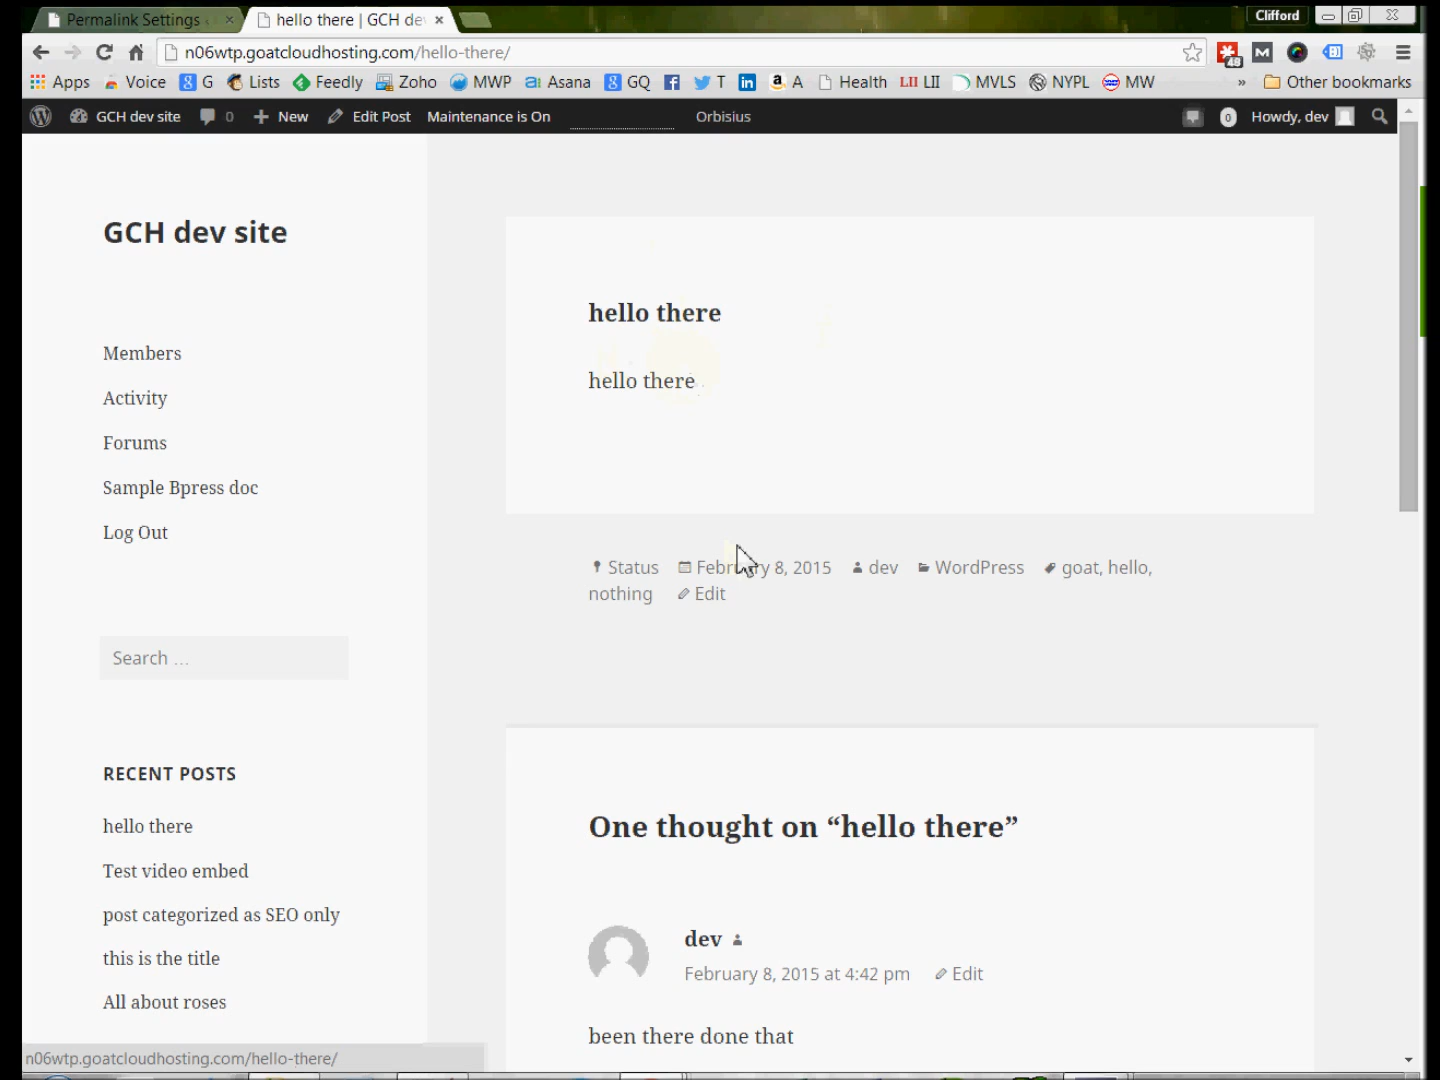 Permalink Settings
hello there | GCH de
Clifford
n06wtp.goatcloudhosting.com/hello-there/
48
Apps Voice G Lists Feedly Zoho MWP a: Asana GQ T A Health LII LII MVLS NYPL MW » Other bookmarks
GCH dev site 0 New Edit Post Maintenance is On Orbisius 0 Howdy, dev
GCH dev site
Members
Activity
Forums
Sample Bpress doc
Log Out
Search ...
RECENT POSTS
hello there
Test video embed
post categorized as SEO only
this is the title
All about roses
hello there
hello there
Status February 8, 2015 dev WordPress goat, hello,
nothing Edit
One thought on “hello there”
dev
February 8, 2015 at 4:42 pm Edit
been there done that
n06wtp.goatcloudhosting.com/hello-there/